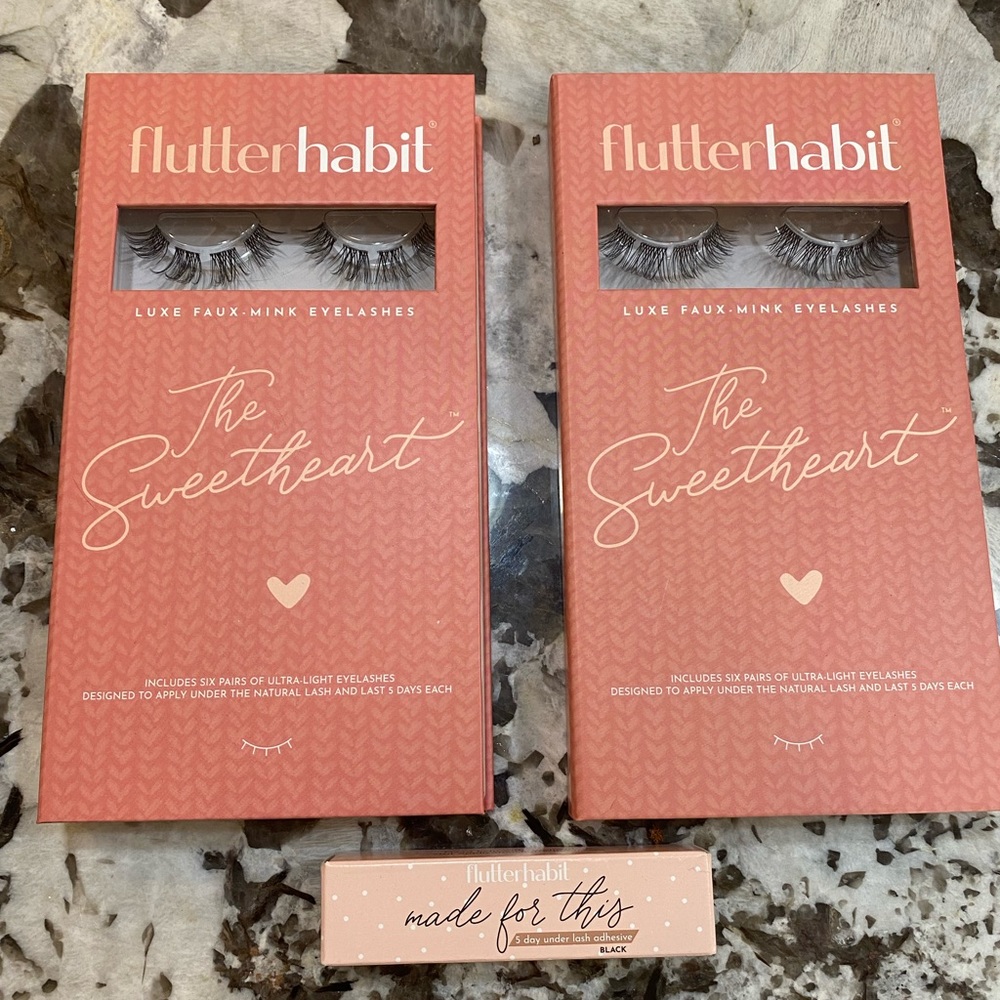 flutterhabit®
LUXE FAUX-MINK EYELASHES
The
Sweetheart™
INCLUDES SIX PAIRS OF ULTRA-LIGHT EYELASHES
DESIGNED TO APPLY UNDER THE NATURAL LASH AND LAST 5 DAYS EACH
flutterhabit®
LUXE FAUX-MINK EYELASHES
The
Sweetheart™
INCLUDES SIX PAIRS OF ULTRA-LIGHT EYELASHES
DESIGNED TO APPLY UNDER THE NATURAL LASH AND LAST 5 DAYS EACH
flutterhabit
made for this
5 day under lash adhesive
BLACK